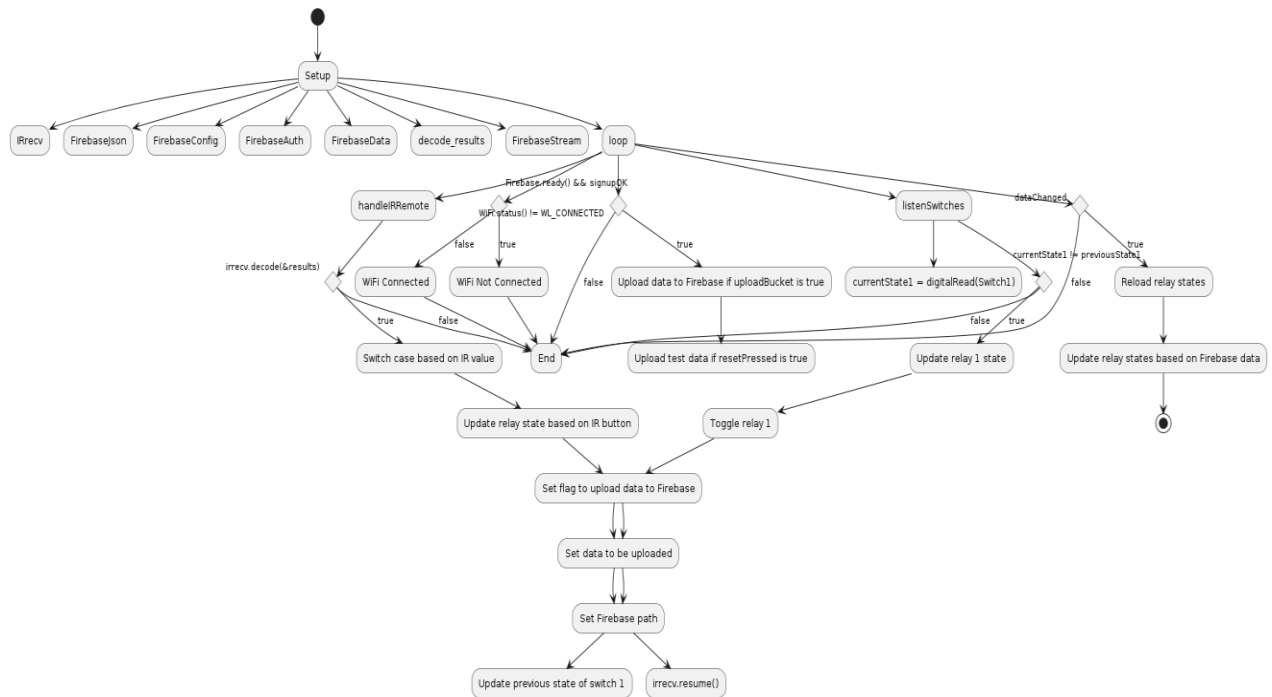 Setup
IRrecv
FirebaseJson
FirebaseConfig
FirebaseAuth
FirebaseData
decode_results
FirebaseStream
loop
Firebase.ready() && signupOK
handleIRRemote
WiFi.status() != WL_CONNECTED
listenSwitches
dataChanged
false
true
true
true
currentState1 != previousState1
irrecv.decode(&results)
WiFi Connected
WiFi Not Connected
false
Upload data to Firebase if uploadBucket is true
currentState1 = digitalRead(Switch1)
false
Reload relay states
true
false
false
true
Switch case based on IR value
End
Upload test data if resetPressed is true
Update relay 1 state
Update relay states based on Firebase data
Update relay state based on IR button
Toggle relay 1
Set flag to upload data to Firebase
Set data to be uploaded
Set Firebase path
Update previous state of switch 1
irrecv.resume()